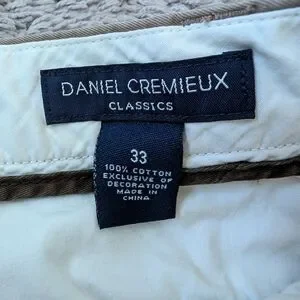 DANIEL CREMIEUX
CLASSICS
33
100% COTTON
EXCLUSIVE OF
DECORATION
MADE IN
CHINA